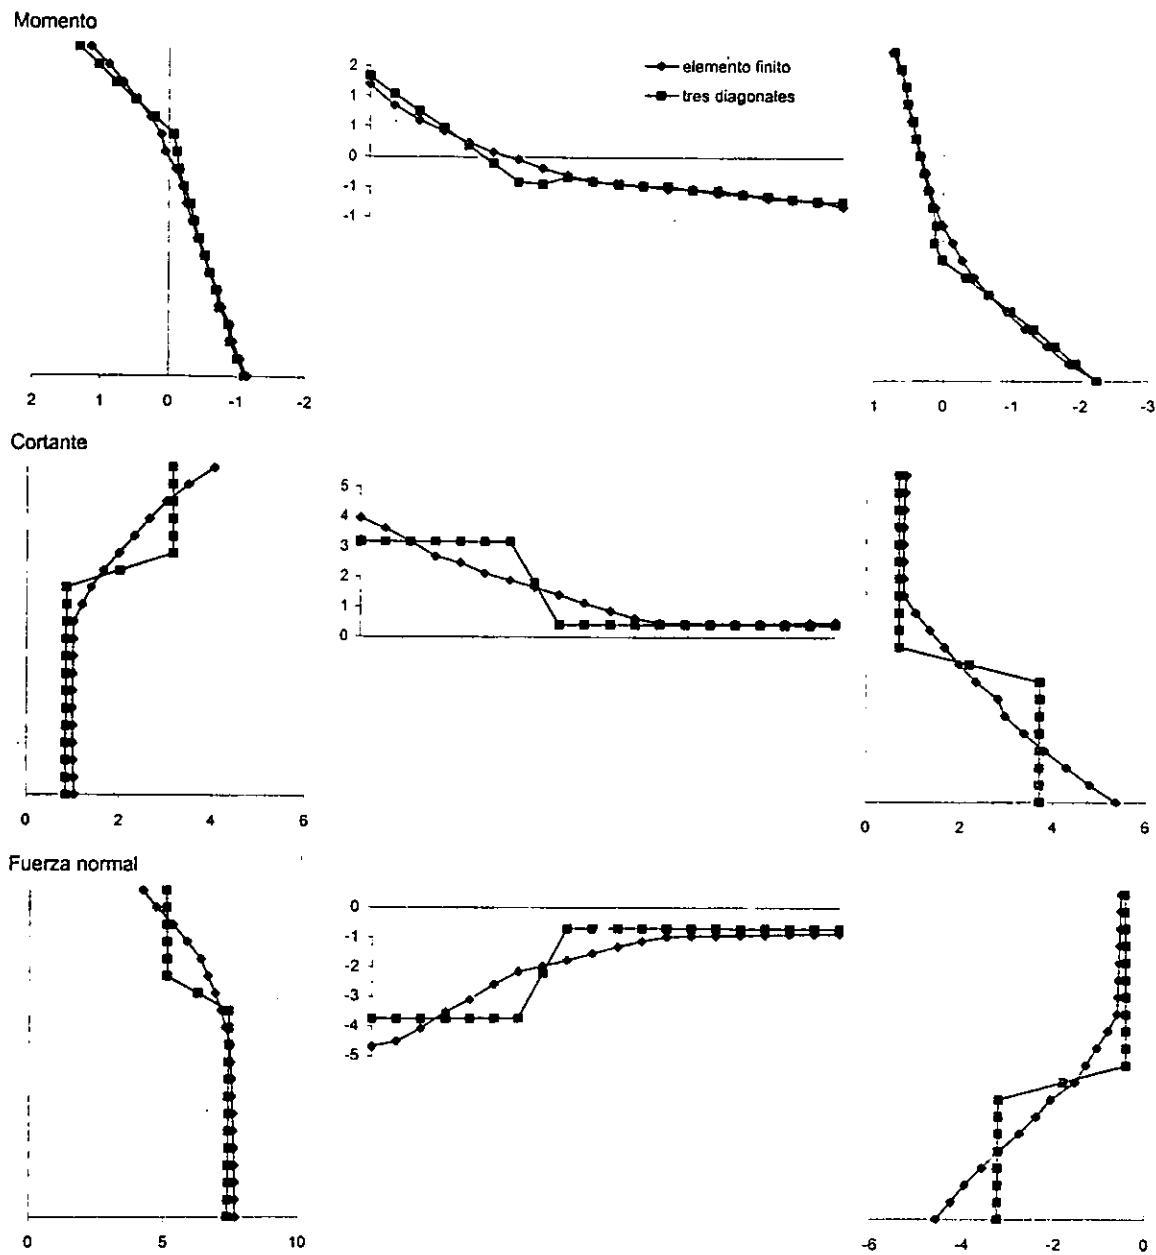 Momento
elemento finito
tres diagonales
2
1
1
0
-1
-1
2 1 0 -1 -2
1 0 -1 -2 -3
Cortante
5
4
3
2
1
0
0 2 4 6
0 2 4 6
Fuerza normal
0
-1
-2
-3
-4
-5
0 5 10
-6 -4 -2 0